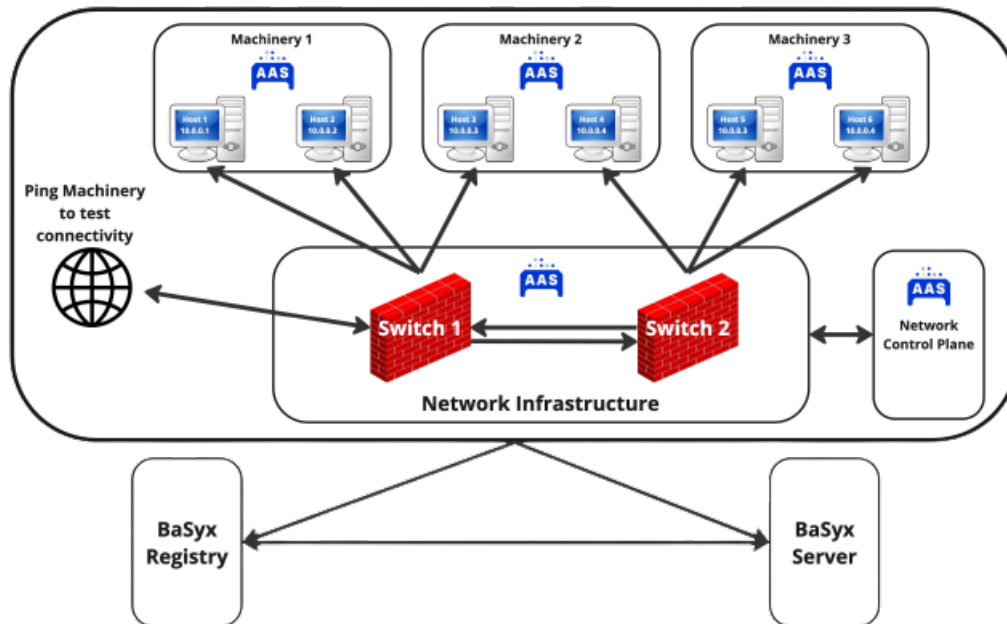 Machinery 1
Machinery 2
Machinery 3
AAS
AAS
AAS
Host 1
10.0.0.1
Host 2
10.0.0.2
Host 3
10.0.0.3
Host 4
10.0.0.4
Host 5
10.0.0.3
Host 6
10.0.0.4
Ping Machinery
to test
connectivity
AAS
Switch 1
Switch 2
Network Infrastructure
AAS
Network
Control Plane
BaSyx
Registry
BaSyx
Server